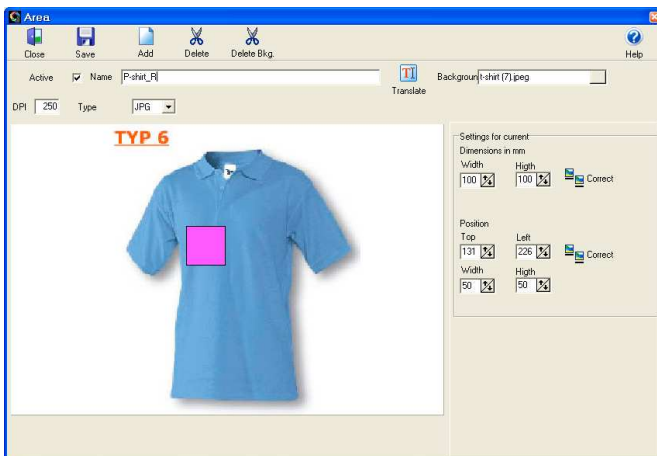 Area
Close Save Add Delete Delete Bkg. Help
Active Name P-shirt_R Translate Backgroun t-shirt (7).jpeg
DPI 250 Type JPG
TYP 6
Settings for current
Dimensions in mm
Width Higth
100 100 Correct
Position
Top Left
131 226 Correct
Width Higth
50 50